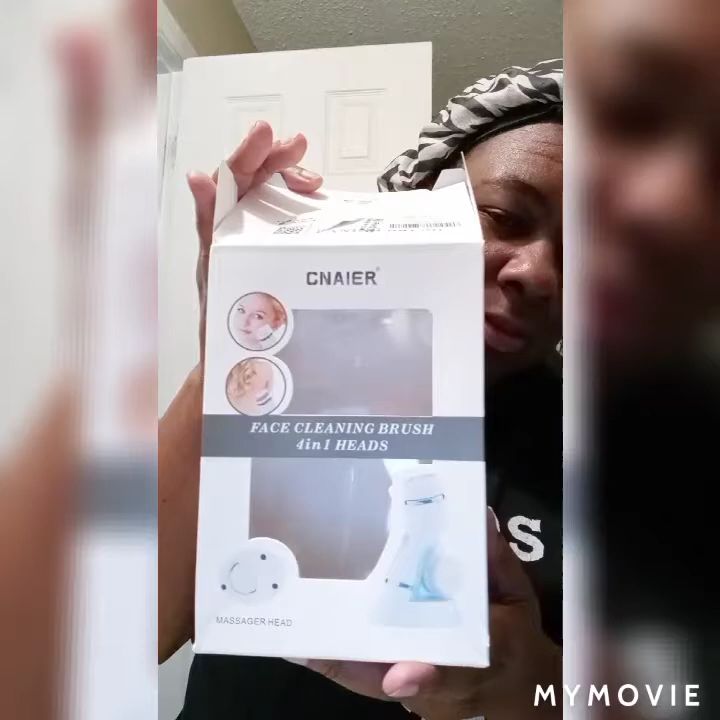 CNAIER®
FACE CLEANING BRUSH
4in1 HEADS
S
MASSAGER HEAD
MYMOVIE